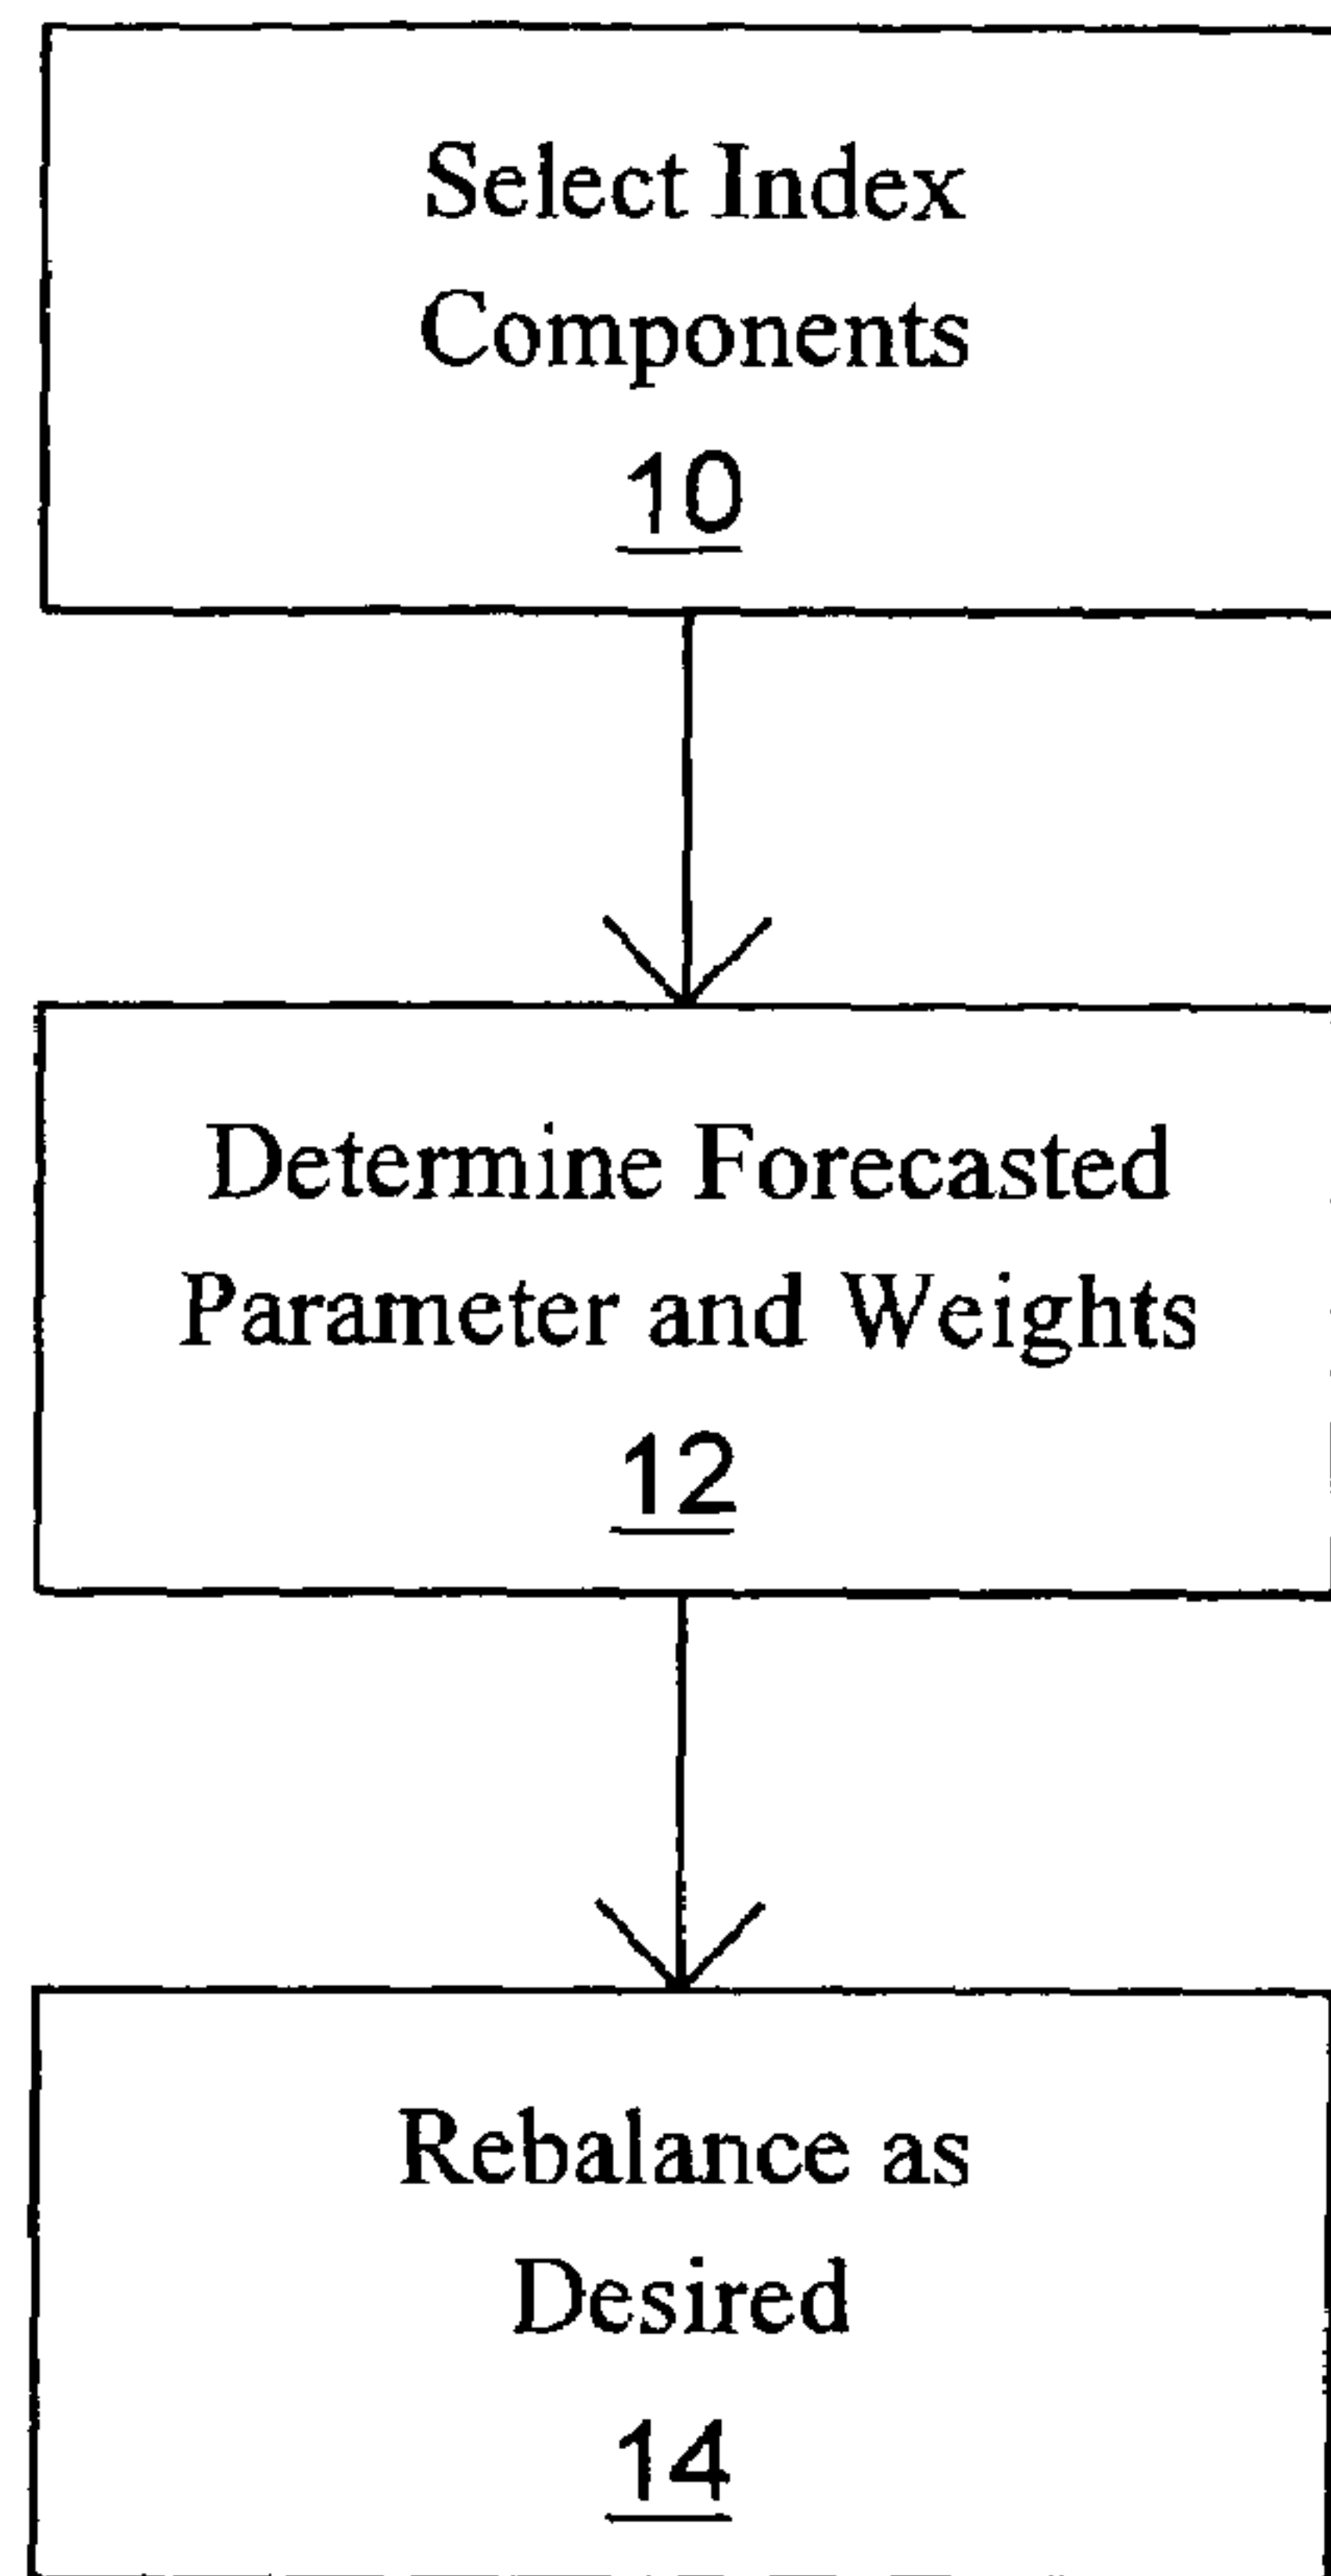 Select Index
Components
10
Determine Forecasted
Parameter and Weights
12
Rebalance as
Desired
14